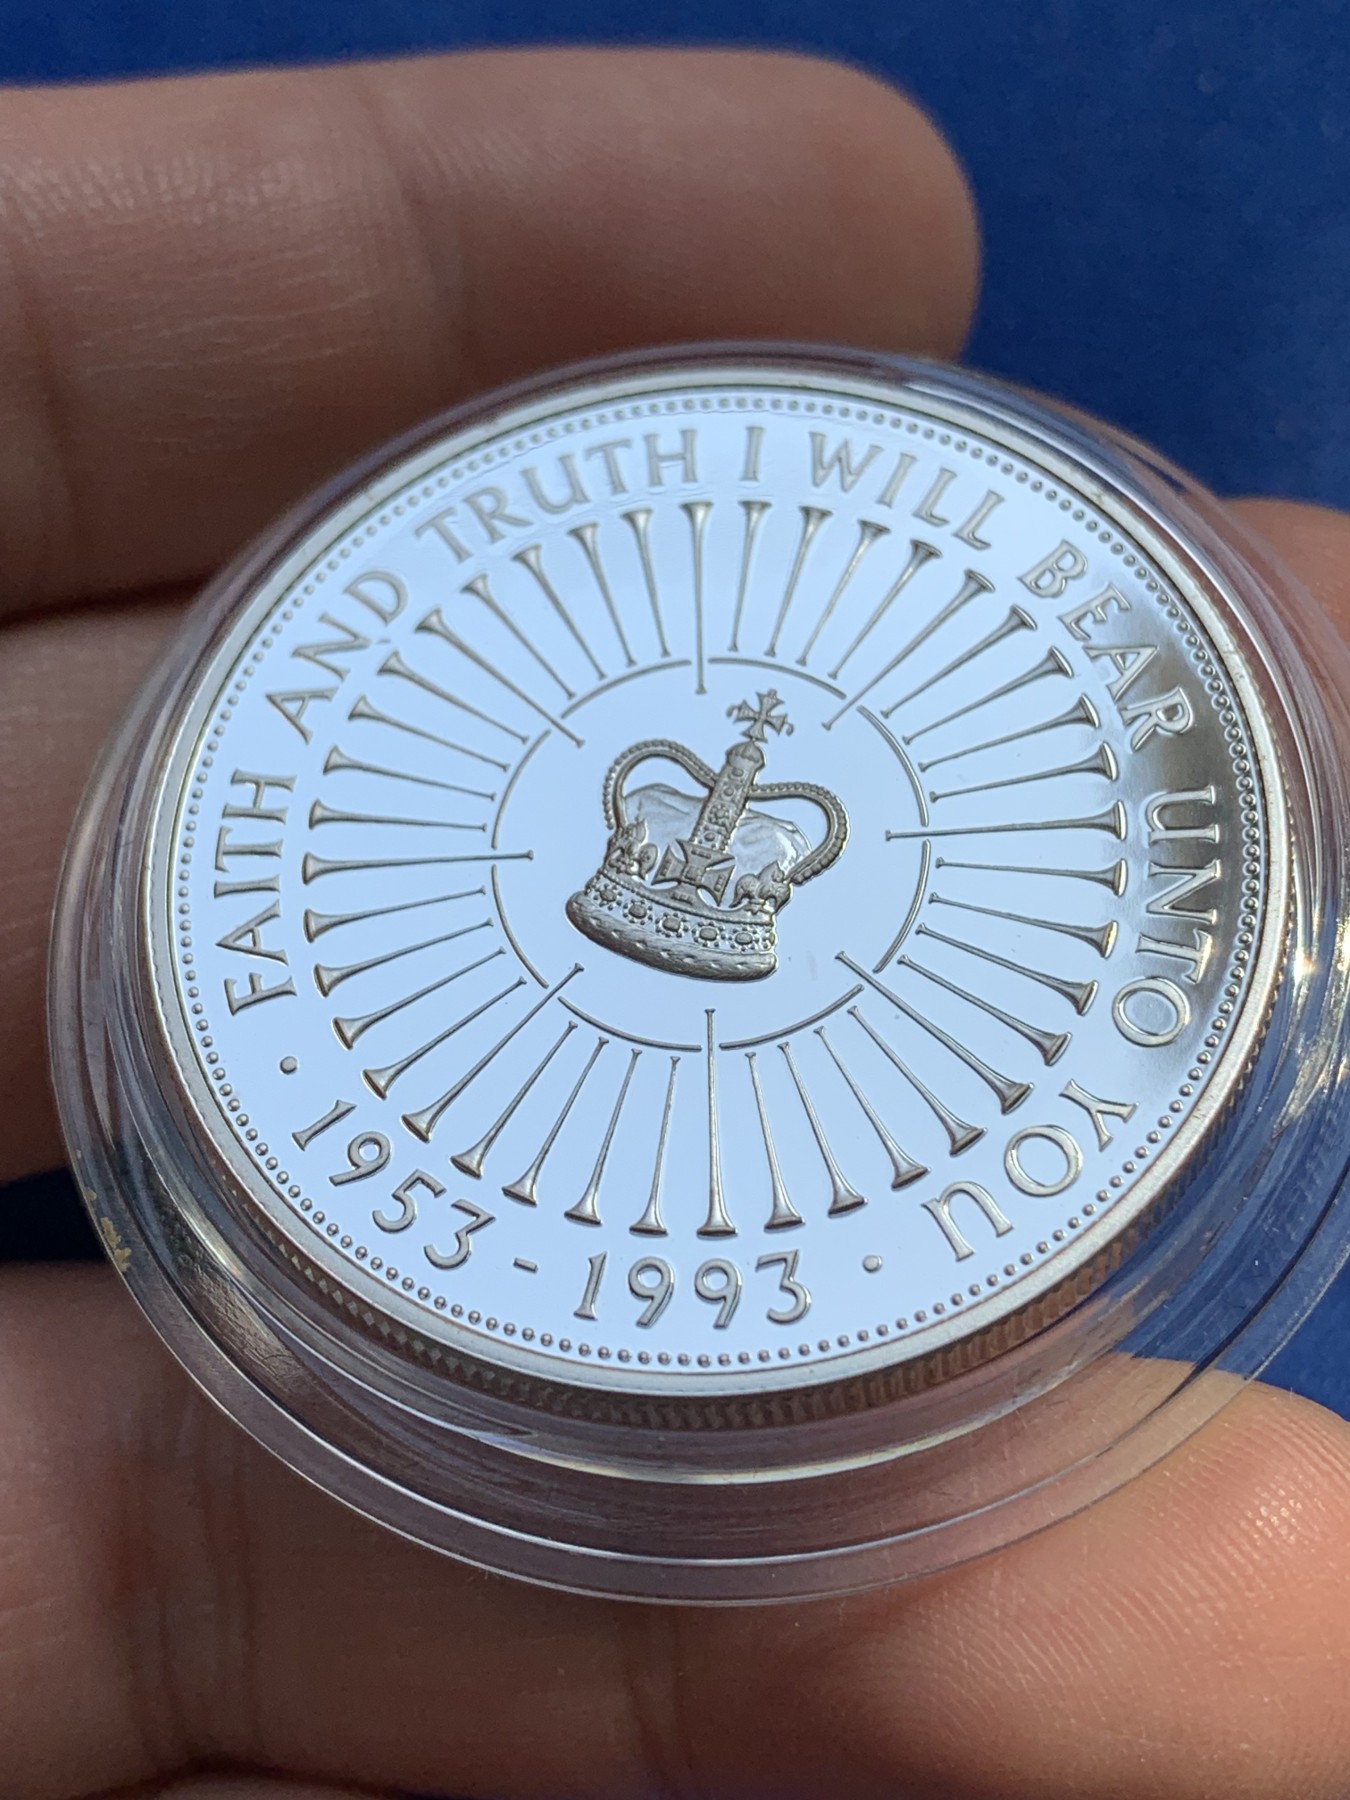 FAITH AND TRUTH I WILL BEAR UNTO YOU
· 1953 - 1993 ·